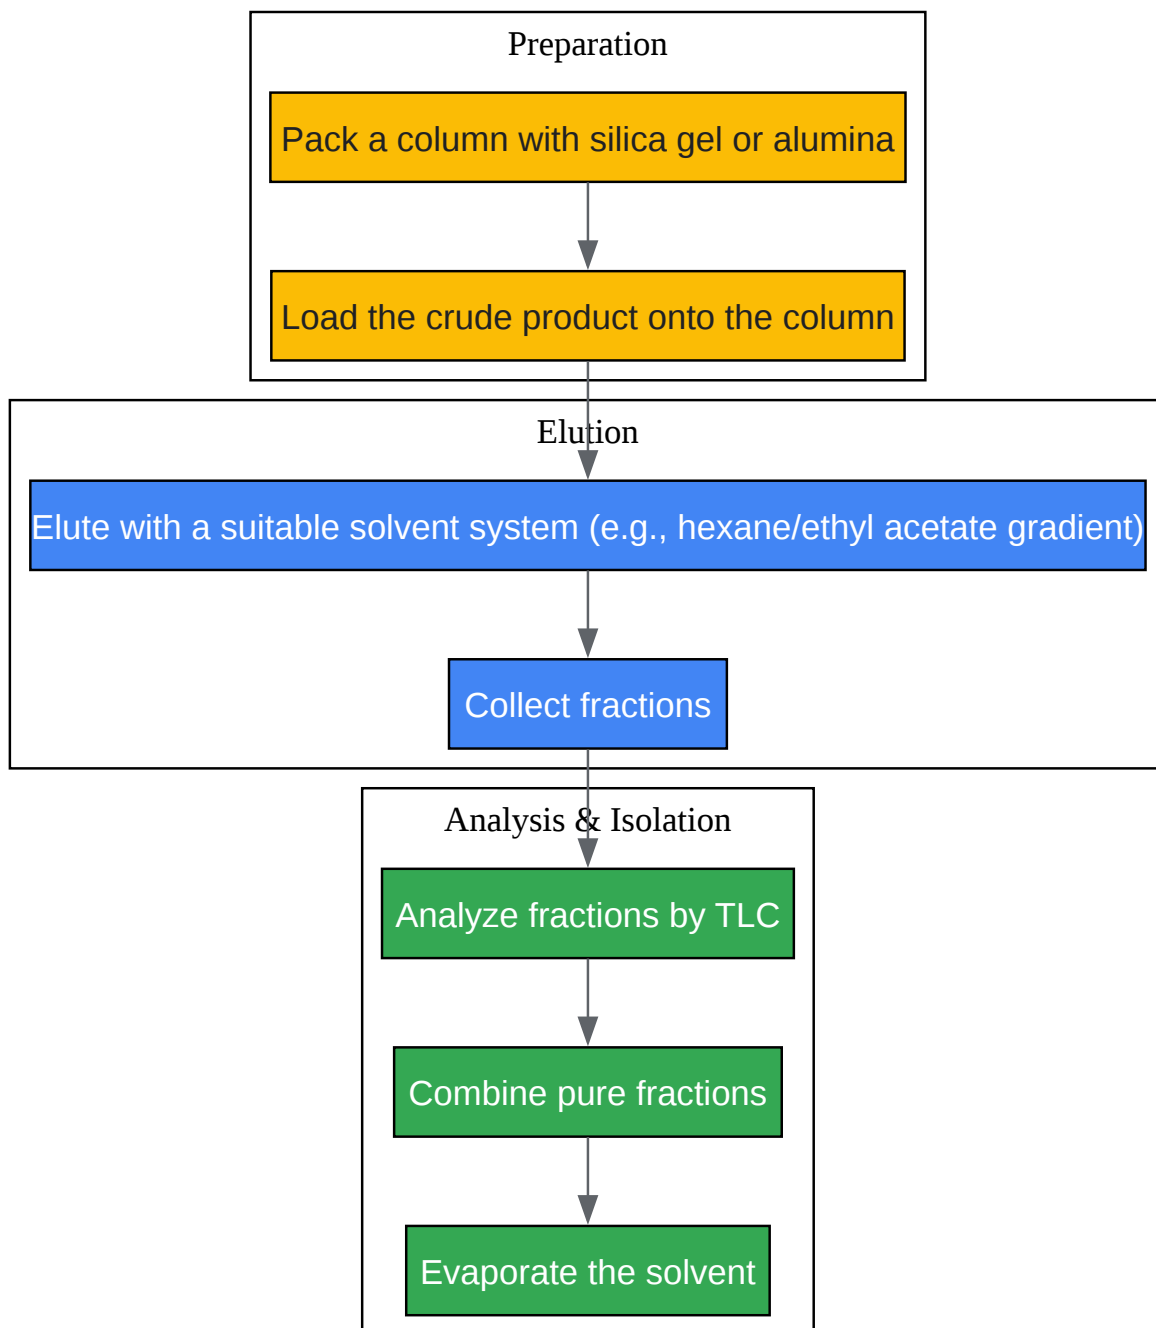 Preparation
Pack a column with silica gel or alumina
Load the crude product onto the column
Elution
Elute with a suitable solvent system (e.g., hexane/ethyl acetate gradient)
Collect fractions
Analysis & Isolation
Analyze fractions by TLC
Combine pure fractions
Evaporate the solvent